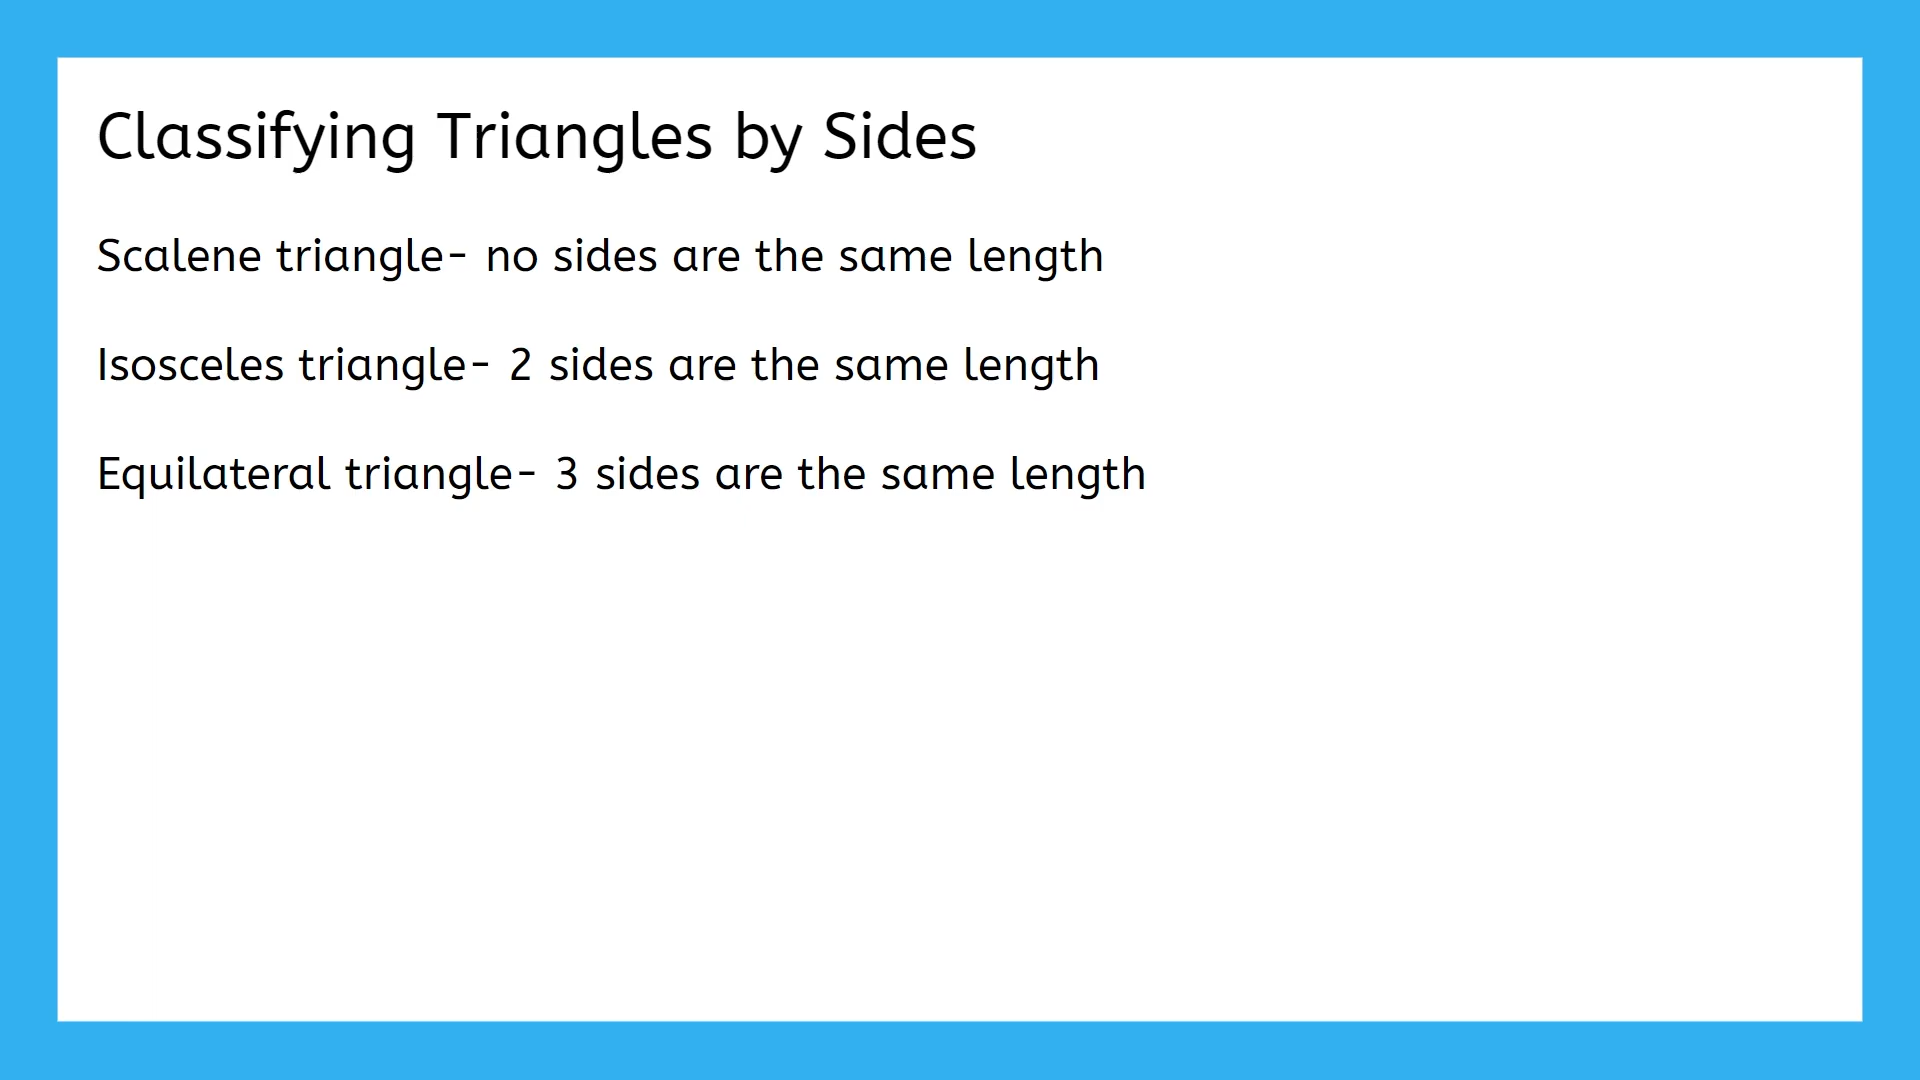 Classifying Triangles by Sides
Scalene triangle- no sides are the same length
Isosceles triangle- 2 sides are the same length
Equilateral triangle- 3 sides are the same length